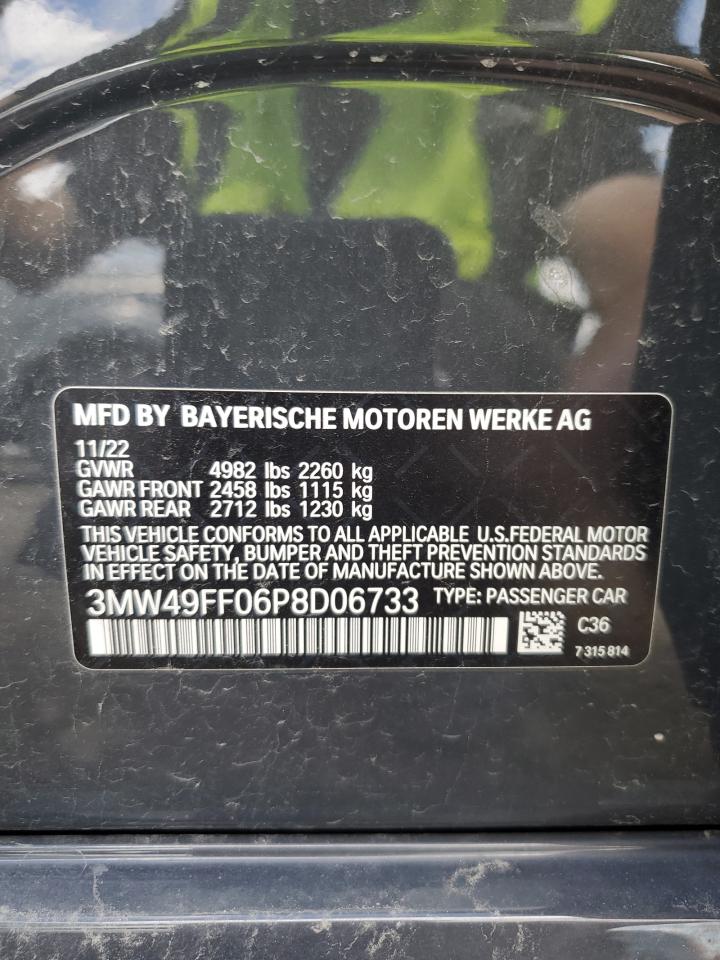 MFD BY BAYERISCHE MOTOREN WERKE AG
11/22
GVWR 4982 lbs 2260 kg
GAWR FRONT 2458 lbs 1115 kg
GAWR REAR 2712 lbs 1230 kg
THIS VEHICLE CONFORMS TO ALL APPLICABLE U.S.FEDERAL MOTOR
VEHICLE SAFETY, BUMPER AND THEFT PREVENTION STANDARDS
IN EFFECT ON THE DATE OF MANUFACTURE SHOWN ABOVE.
3MW49FF06P8D06733 TYPE: PASSENGER CAR
C36
7 315 814